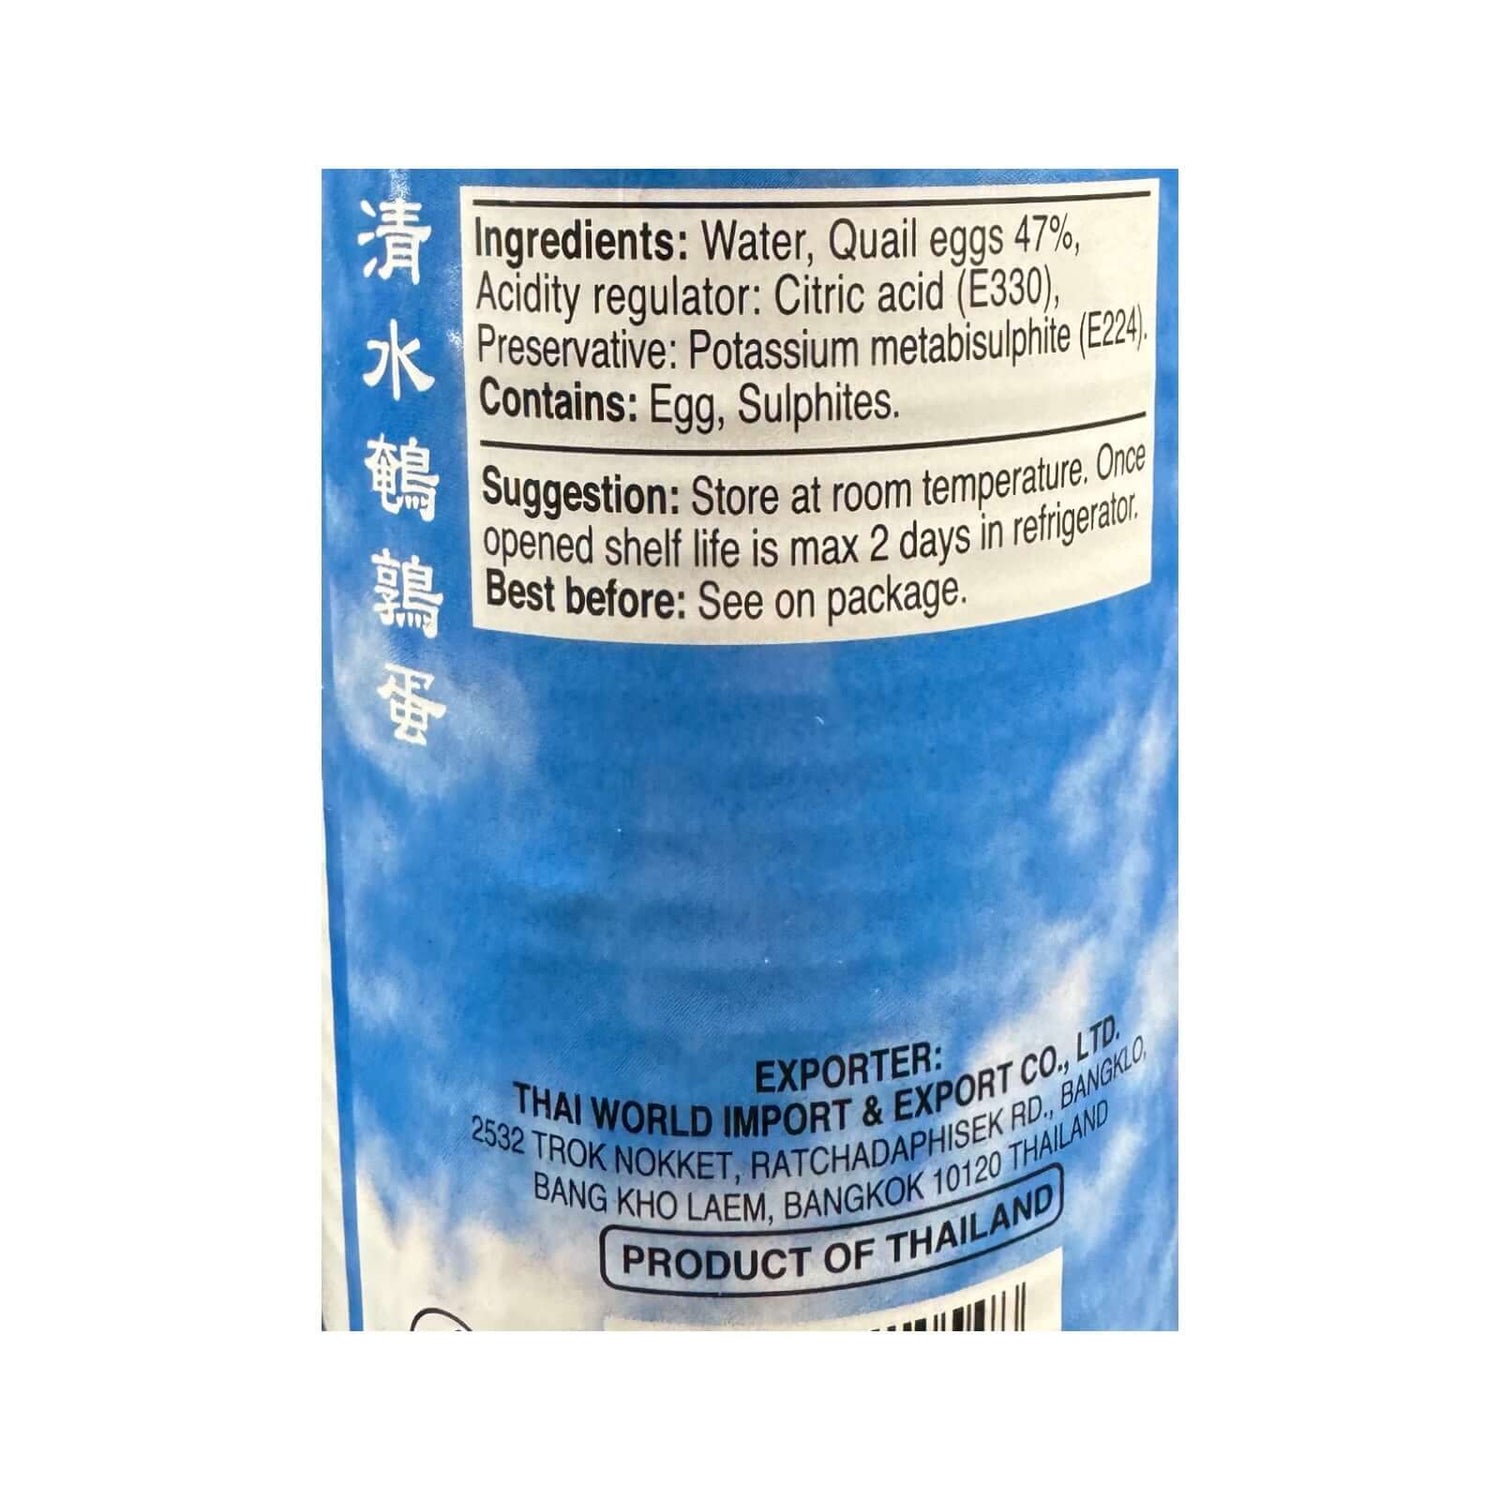 清水鵪鶉蛋
Ingredients: Water, Quail eggs 47%,
Acidity regulator: Citric acid (E330),
Preservative: Potassium metabisulphite (E224).
Contains: Egg, Sulphites.
Suggestion: Store at room temperature. Once
opened shelf life is max 2 days in refrigerator.
Best before: See on package.
EXPORTER:
THAI WORLD IMPORT & EXPORT CO., LTD.
2532 TROK NOKKET, RATCHADAPHISEK RD., BANGKLO,
BANG KHO LAEM, BANGKOK 10120 THAILAND
PRODUCT OF THAILAND